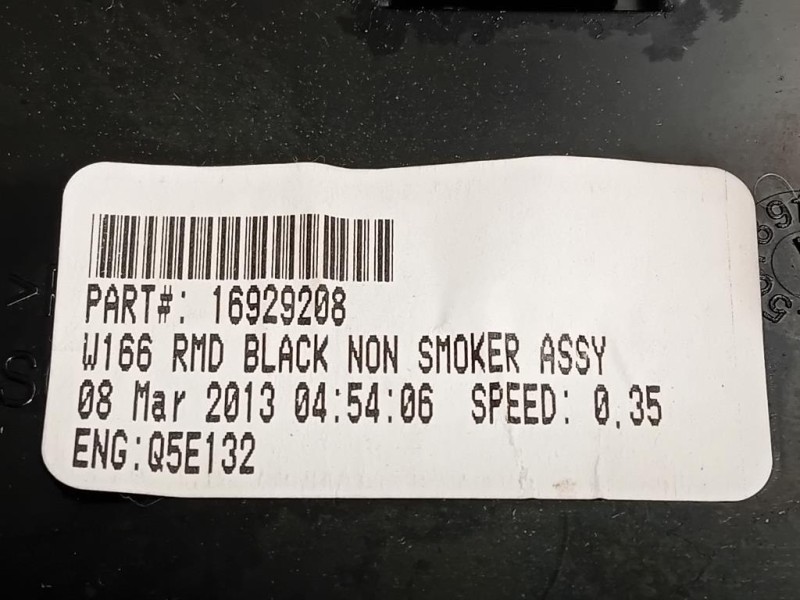 PART#: 16929208
W166 RMD BLACK NON SMOKER ASSY
08 Mar 2013 04:54:06 SPEED: 0.35
ENG:Q5E132